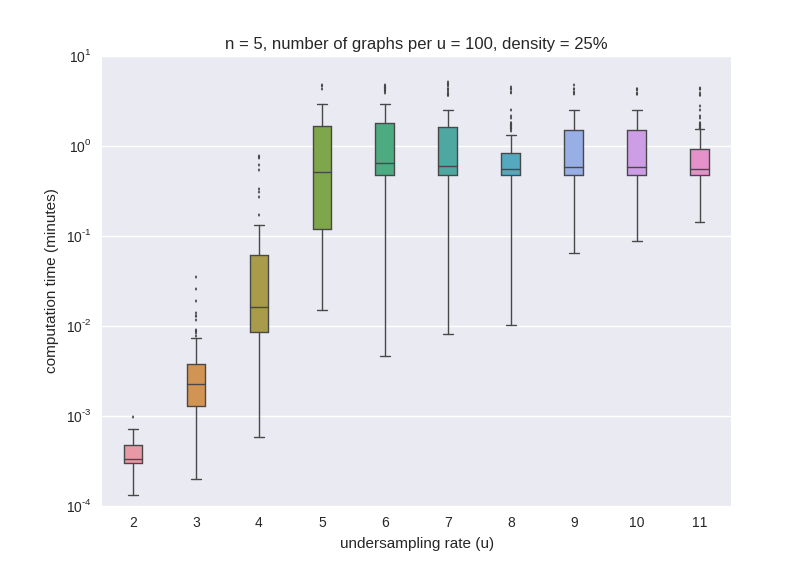 n = 5, number of graphs per u = 100, density = 25%
10^1
10^0
10^-1
10^-2
10^-3
10^-4
computation time (minutes)
2 3 4 5 6 7 8 9 10 11
undersampling rate (u)